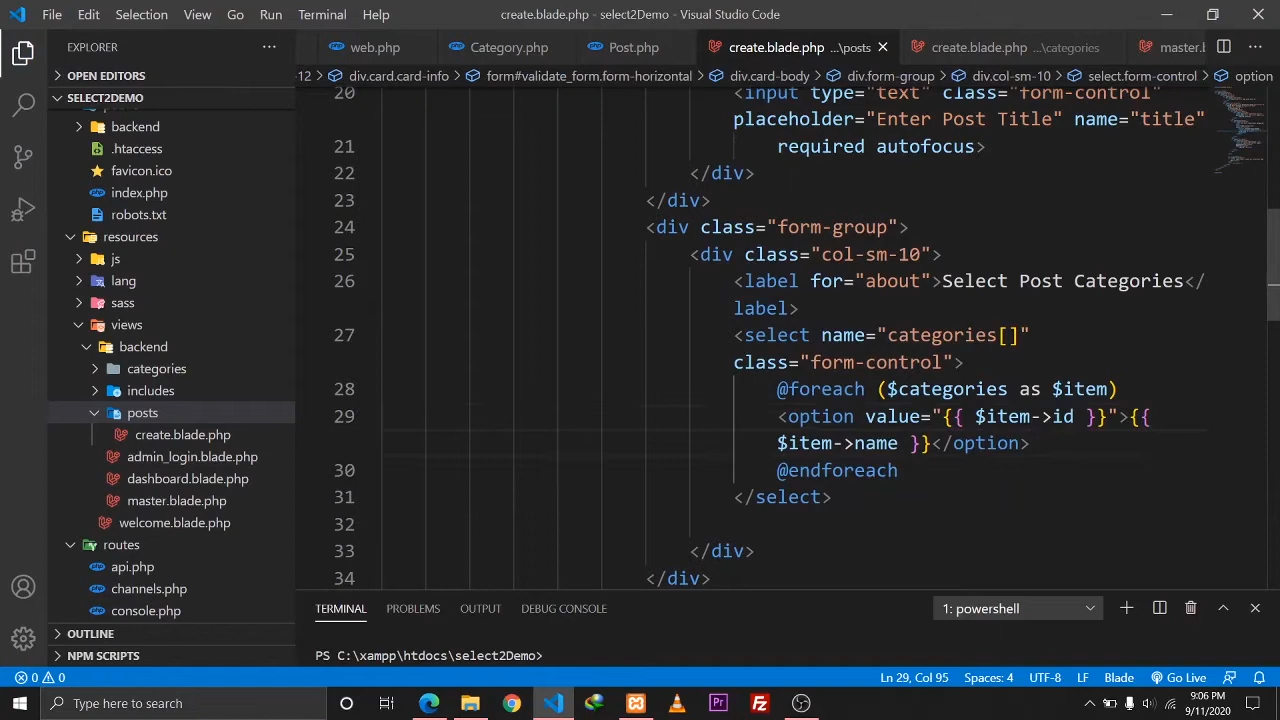 File Edit Selection View Go Run Terminal Help
create.blade.php - select2Demo - Visual Studio Code
EXPLORER
web.php
Category.php
Post.php
create.blade.php ...\posts
create.blade.php ...\categories
master.b
OPEN EDITORS
-12 > div.card.card-info > form#validate_form.form-horizontal > div.card-body > div.form-group > div.col-sm-10 > select.form-control > option
SELECT2DEMO
backend
.htaccess
favicon.ico
index.php
robots.txt
resources
js
lang
sass
views
backend
categories
includes
posts
create.blade.php
admin_login.blade.php
dashboard.blade.php
master.blade.php
welcome.blade.php
routes
api.php
channels.php
console.php
OUTLINE
NPM SCRIPTS
20 <input type="text" class="form-control"
placeholder="Enter Post Title" name="title"
21 required autofocus>
22 </div>
23 </div>
24 <div class="form-group">
25 <div class="col-sm-10">
26 <label for="about">Select Post Categories</
label>
27 <select name="categories[]"
class="form-control">
28 @foreach ($categories as $item)
29 <option value="{{ $item->id }}">{{
$item->name }}</option>
30 @endforeach
31 </select>
32
33 </div>
34 </div>
TERMINAL PROBLEMS OUTPUT DEBUG CONSOLE
1: powershell
PS C:\xampp\htdocs\select2Demo>
0 0
Ln 29, Col 95 Spaces: 4 UTF-8 LF Blade Go Live
Type here to search
Pr
9:06 PM
9/11/2020